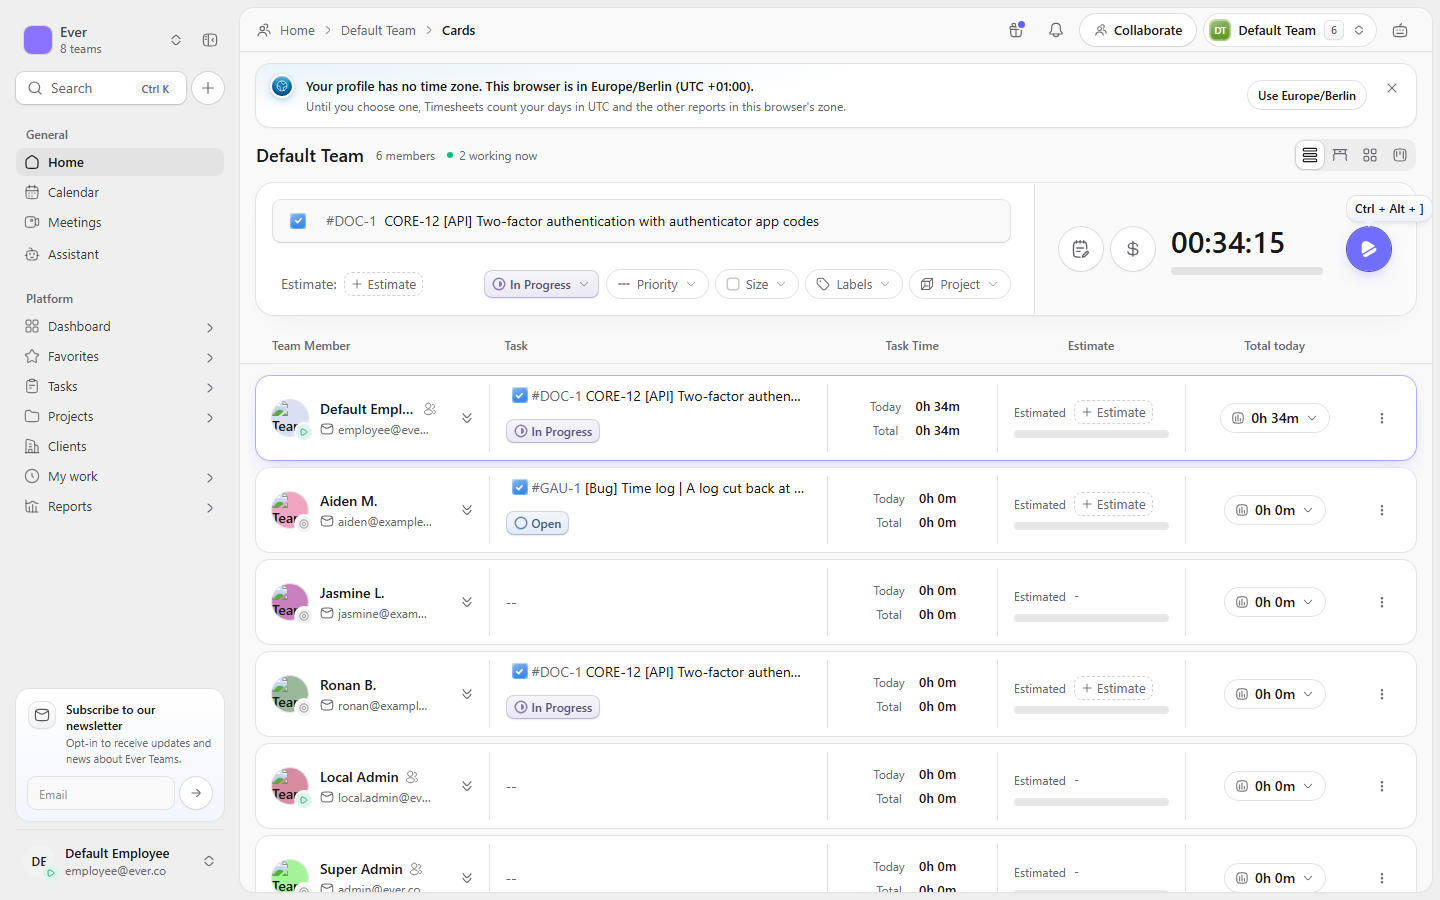 Ever
8 teams
Search Ctrl K
General
Home
Calendar
Meetings
Assistant
Platform
Dashboard
Favorites
Tasks
Projects
Clients
My work
Reports
Subscribe to our
newsletter
Opt-in to receive updates and
news about Ever Teams.
Email
DE
Default Employee
employee@ever.co
Home Default Team Cards
Collaborate
DT Default Team 6
Your profile has no time zone. This browser is in Europe/Berlin (UTC +01:00).
Until you choose one, Timesheets count your days in UTC and the other reports in this browser's zone.
Use Europe/Berlin
Default Team 6 members 2 working now
#DOC-1 CORE-12 [API] Two-factor authentication with authenticator app codes
Estimate: + Estimate
In Progress Priority Size Labels Project
00:34:15
Ctrl + Alt + ]
Team Member Task Task Time Estimate Total today
Default Empl...
employee@eve...
#DOC-1 CORE-12 [API] Two-factor authen...
In Progress
Today 0h 34m
Total 0h 34m
Estimated + Estimate
0h 34m
Aiden M.
aiden@example...
#GAU-1 [Bug] Time log | A log cut back at ...
Open
Today 0h 0m
Total 0h 0m
Estimated + Estimate
0h 0m
Jasmine L.
jasmine@exam...
--
Today 0h 0m
Total 0h 0m
Estimated -
0h 0m
Ronan B.
ronan@exampl...
#DOC-1 CORE-12 [API] Two-factor authen...
In Progress
Today 0h 0m
Total 0h 0m
Estimated + Estimate
0h 0m
Local Admin
local.admin@ev...
--
Today 0h 0m
Total 0h 0m
Estimated -
0h 0m
Super Admin
admin@ever.co
--
Today 0h 0m
Total 0h 0m
Estimated -
0h 0m